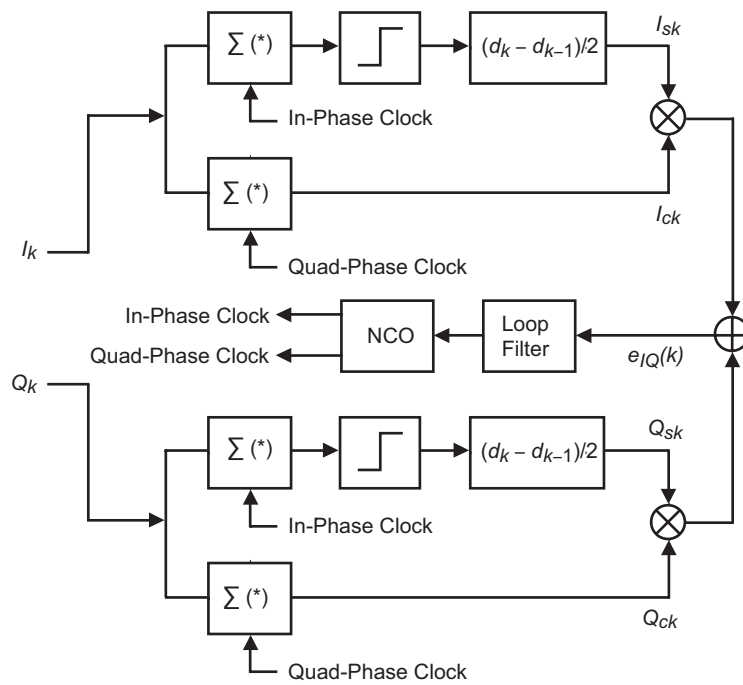 ∑ (*)
(dk – dk–1)/2
Isk
In-Phase Clock
∑ (*)
Ick
Ik
Quad-Phase Clock
In-Phase Clock
Quad-Phase Clock
NCO
Loop
Filter
eIQ(k)
Qk
∑ (*)
(dk – dk–1)/2
Qsk
In-Phase Clock
∑ (*)
Qck
Quad-Phase Clock